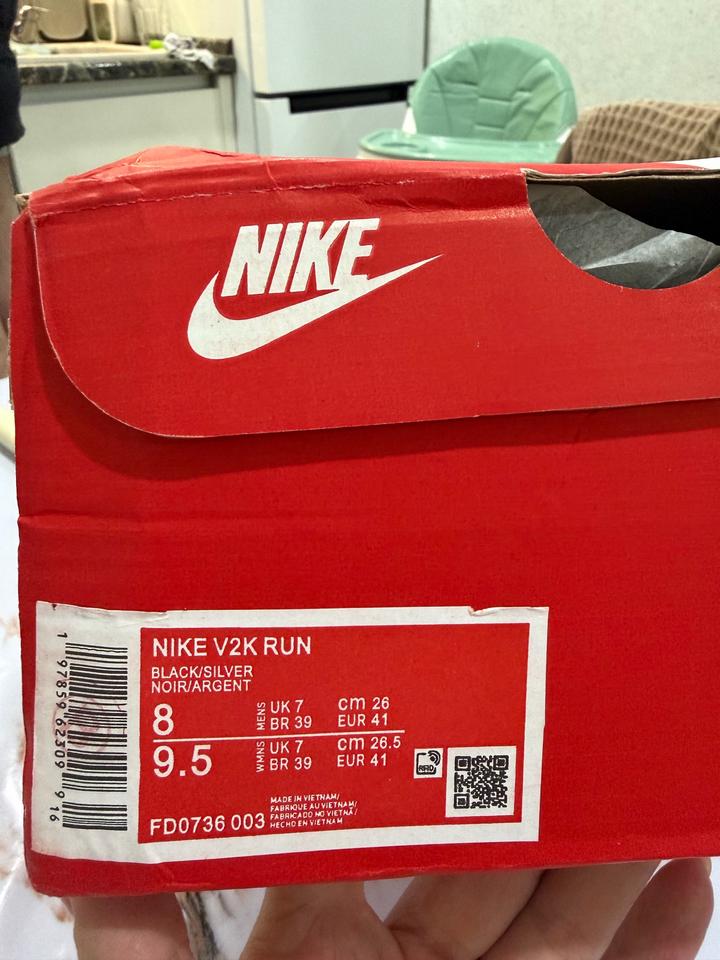 NIKE
NIKE V2K RUN
BLACK/SILVER
NOIR/ARGENT
8 MENS UK 7 cm 26
BR 39 EUR 41
9.5 WMNS UK 7 cm 26.5
BR 39 EUR 41
RFID
MADE IN VIETNAM/
FABRIQUE AU VIETNAM/
FABRICADO NO VIETNÃ/
HECHO EN VIETNAM
FD0736 003
1 97859 62309 9 16